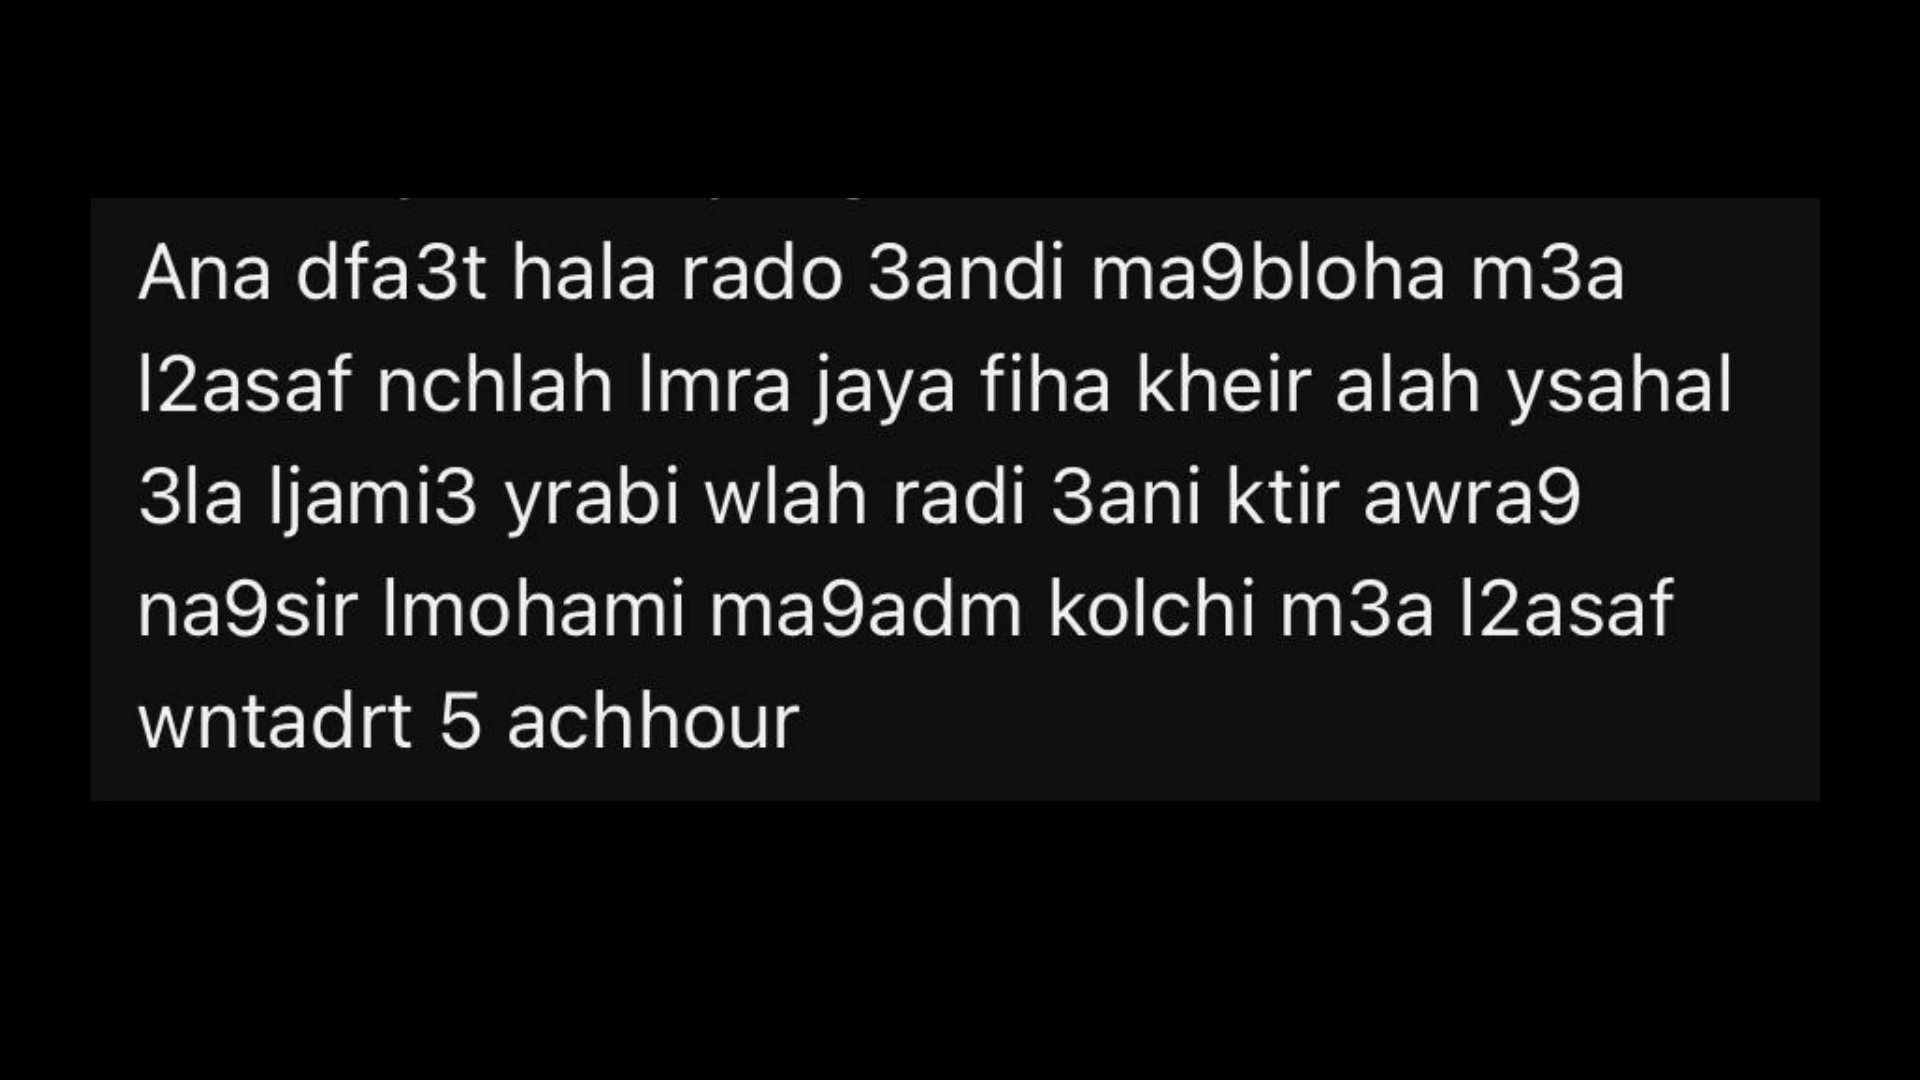 Ana dfa3t hala rado 3andi ma9bloha m3a
l2asaf nchlah lmra jaya fiha kheir alah ysahal
3la ljami3 yrabi wlah radi 3ani ktir awra9
na9sir lmohami ma9adm kolchi m3a l2asaf
wntadrt 5 achhour